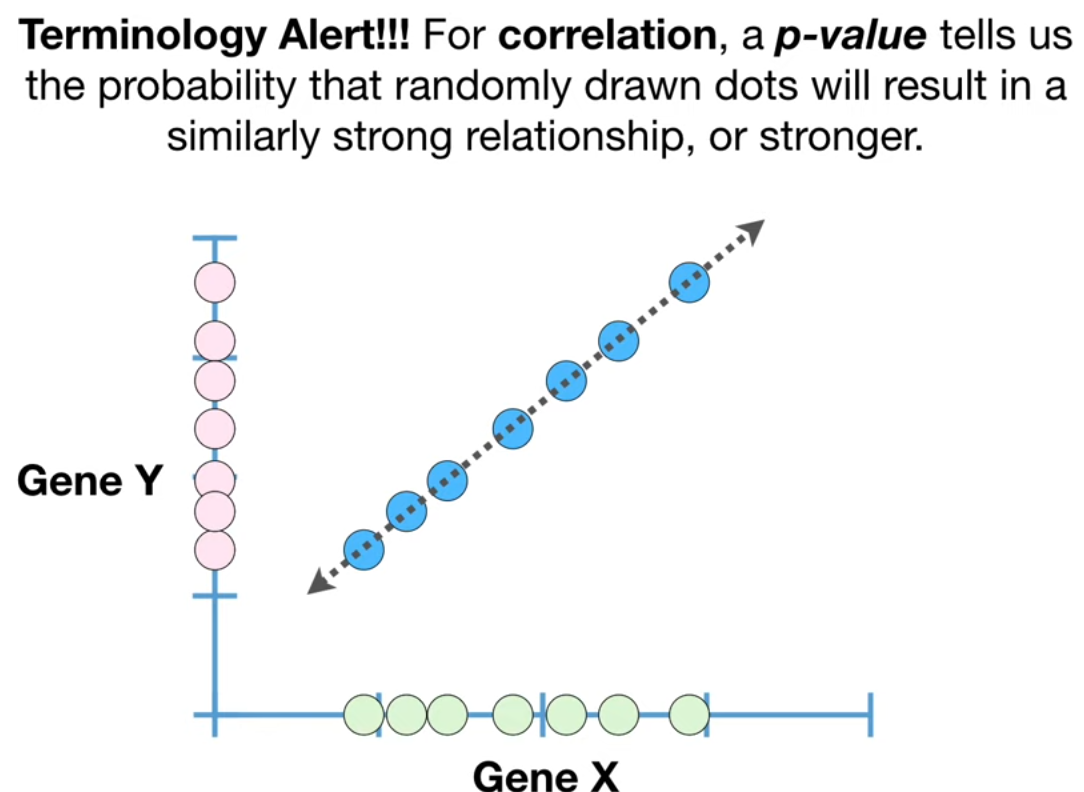 Terminology Alert!!! For correlation, a p-value tells us
the probability that randomly drawn dots will result in a
similarly strong relationship, or stronger.
Gene Y
Gene X